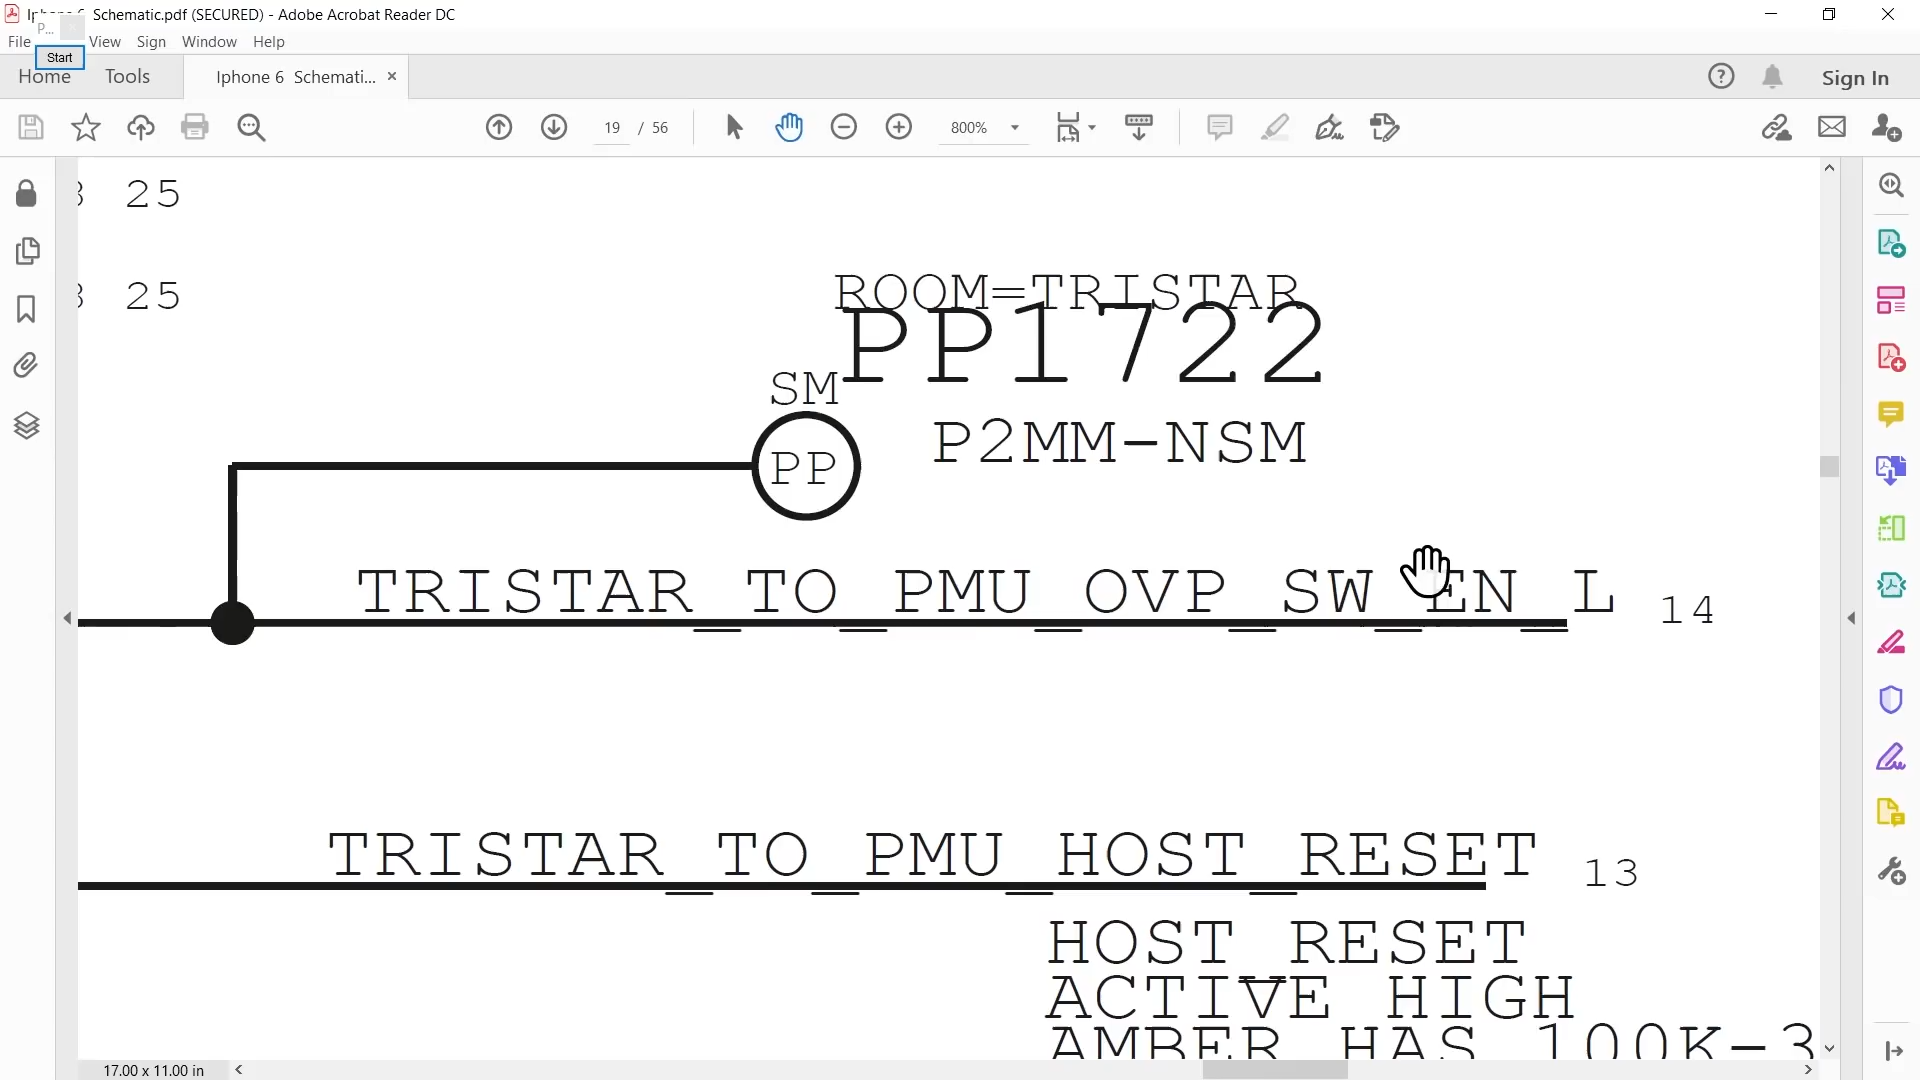 Schematic.pdf (SECURED) - Adobe Acrobat Reader DC
P...
File View Sign Window Help
Start
Home Tools Iphone 6 Schemati... Sign In
19 / 56 800%
25
25
ROOM=TRISTAR
PP1722
SM
P2MM-NSM
PP
TRISTAR_TO_PMU_OVP_SW_EN_L 14
TRISTAR_TO_PMU_HOST_RESET 13
HOST RESET
ACTIVE HIGH
AMBER HAS 100K-3
17.00 x 11.00 in